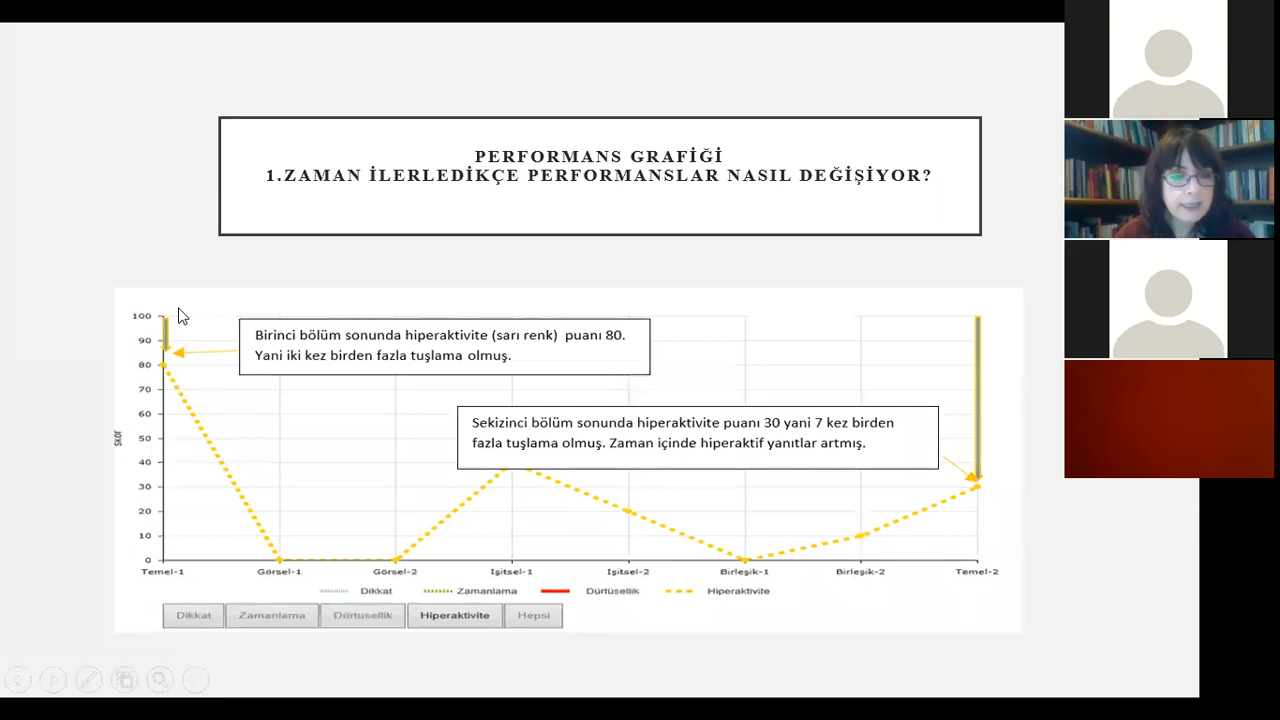 PERFORMANS GRAFİĞİ
1.ZAMAN İLERLEDİKÇE PERFORMANSLAR NASIL DEĞİŞİYOR?
Birinci bölüm sonunda hiperaktivite (sarı renk) puanı 80.
Yani iki kez birden fazla tuşlama olmuş.
Sekizinci bölüm sonunda hiperaktivite puanı 30 yani 7 kez birden
fazla tuşlama olmuş. Zaman içinde hiperaktif yanıtlar artmış.
skor
100
90
80
70
60
50
40
30
20
10
0
Temel-1 Görsel-1 Görsel-2 İşitsel-1 İşitsel-2 Birleşik-1 Birleşik-2 Temel-2
Dikkat Zamanlama Dürtüsellik Hiperaktivite
Dikkat Zamanlama Dürtüsellik Hiperaktivite Hepsi